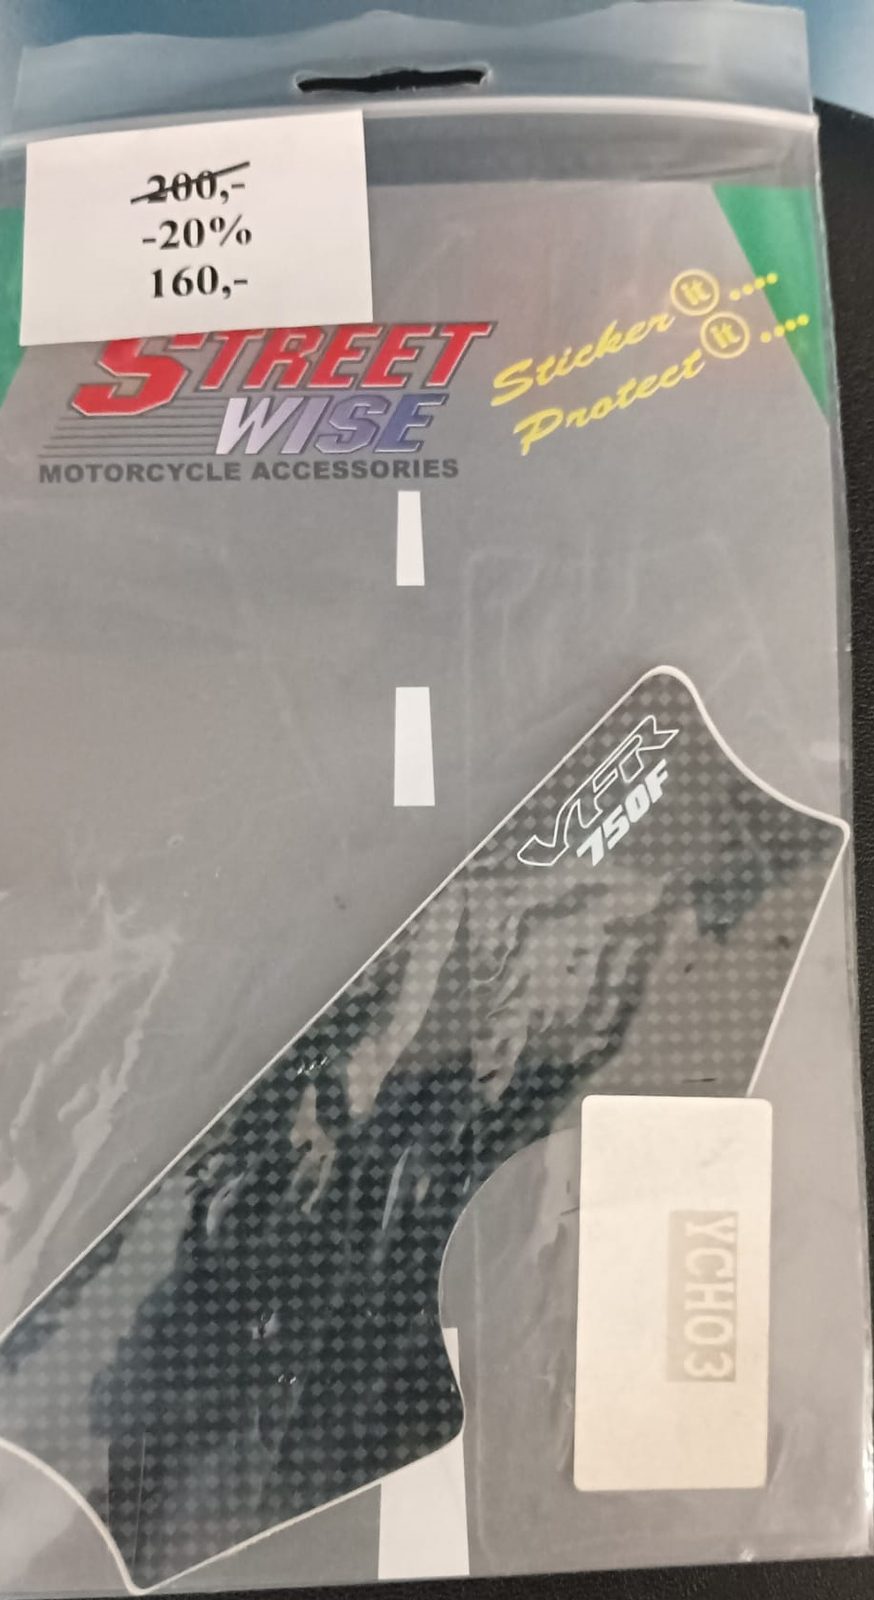 200,-
-20%
160,-
STREET
WISE
MOTORCYCLE ACCESSORIES
Sticker it ....
Protect it ....
VFR
750F
YCH03